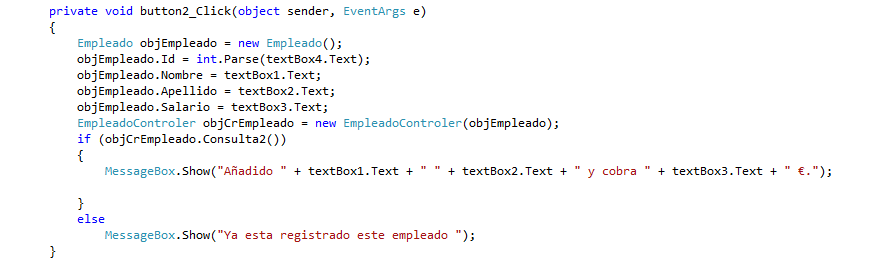 private void button2_Click(object sender, EventArgs e)
{
Empleado objEmpleado = new Empleado();
objEmpleado.Id = int.Parse(textBox4.Text);
objEmpleado.Nombre = textBox1.Text;
objEmpleado.Apellido = textBox2.Text;
objEmpleado.Salario = textBox3.Text;
EmpleadoControler objCrEmpleado = new EmpleadoControler(objEmpleado);
if (objCrEmpleado.Consulta2())
{
MessageBox.Show("Añadido " + textBox1.Text + " " + textBox2.Text + " y cobra " + textBox3.Text + " €.");
}
else
MessageBox.Show("Ya esta registrado este empleado ");
}